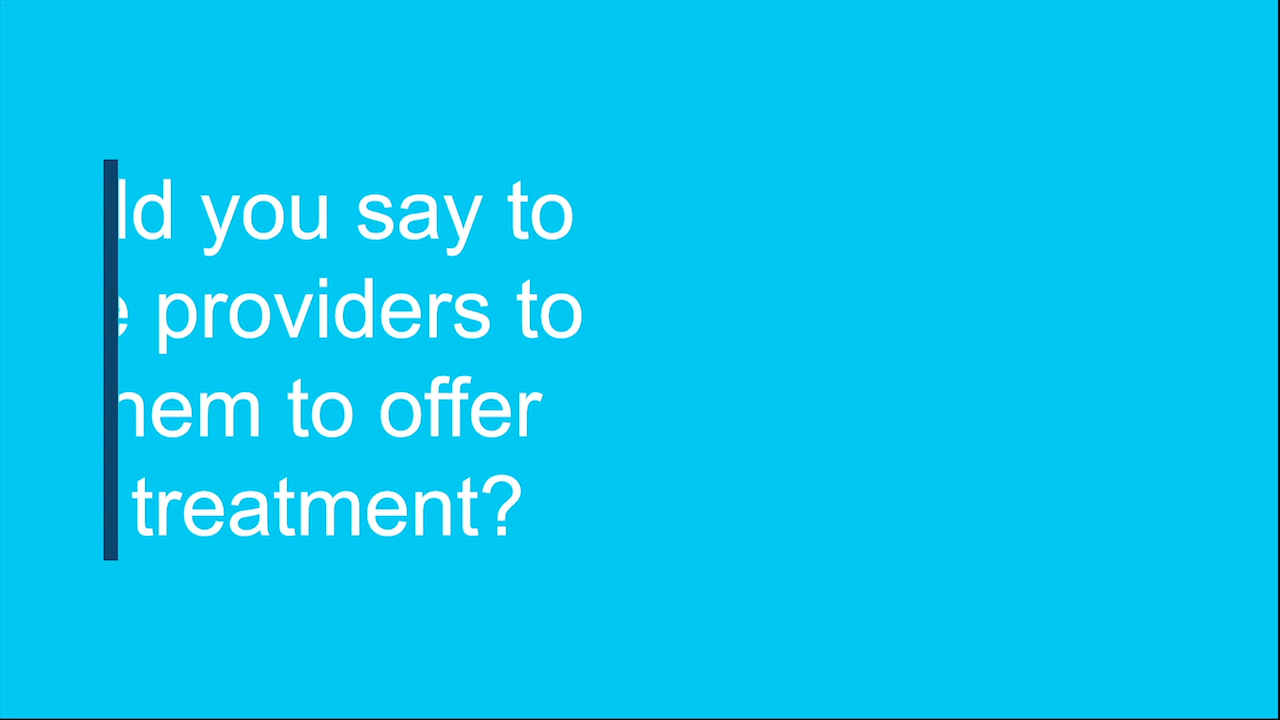 ld you say to
providers to
hem to offer
treatment?